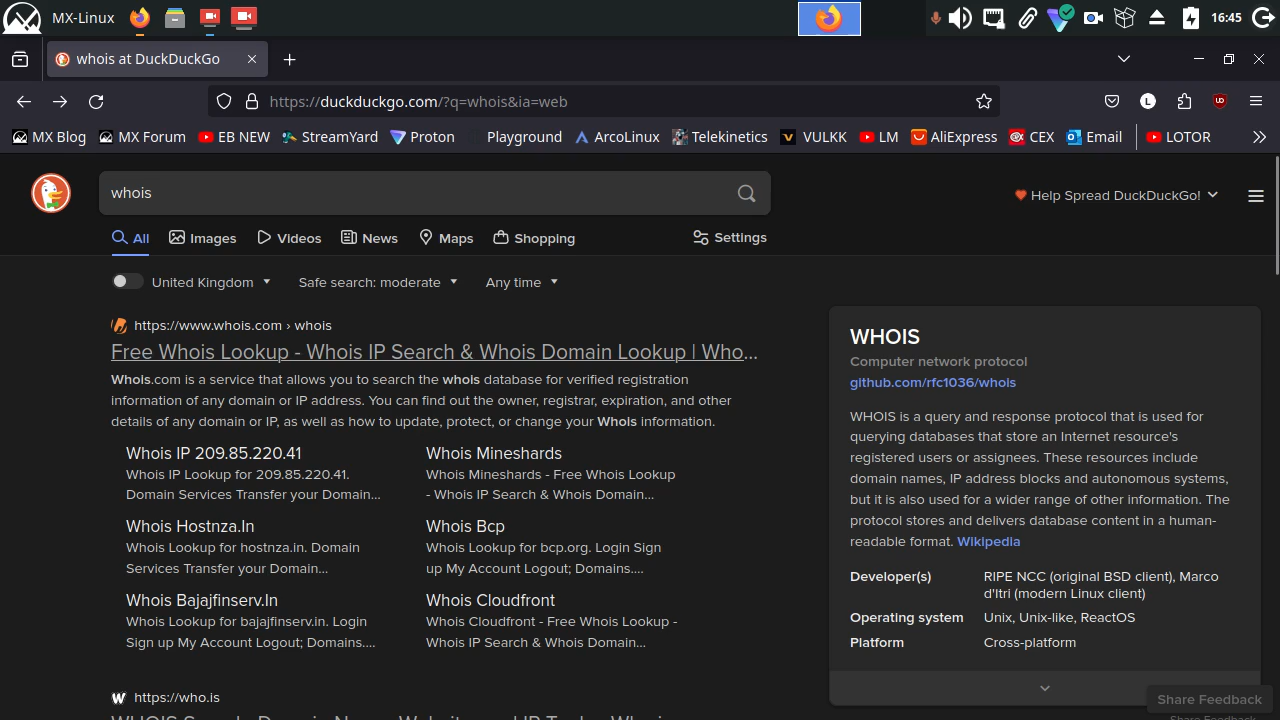 MX-Linux
16:45
whois at DuckDuckGo
https://duckduckgo.com/?q=whois&ia=web
L
MX Blog
MX Forum
EB NEW
StreamYard
Proton
Playground
ArcoLinux
Telekinetics
VULKK
LM
AliExpress
CEX
Email
LOTOR
whois
Help Spread DuckDuckGo!
All
Images
Videos
News
Maps
Shopping
Settings
United Kingdom
Safe search: moderate
Any time
https://www.whois.com › whois
Free Whois Lookup - Whois IP Search & Whois Domain Lookup | Who...
Whois.com is a service that allows you to search the whois database for verified registration
information of any domain or IP address. You can find out the owner, registrar, expiration, and other
details of any domain or IP, as well as how to update, protect, or change your Whois information.
Whois IP 209.85.220.41
Whois IP Lookup for 209.85.220.41.
Domain Services Transfer your Domain...
Whois Mineshards
Whois Mineshards - Free Whois Lookup
- Whois IP Search & Whois Domain...
Whois Hostnza.In
Whois Lookup for hostnza.in. Domain
Services Transfer your Domain...
Whois Bcp
Whois Lookup for bcp.org. Login Sign
up My Account Logout; Domains....
Whois Bajajfinserv.In
Whois Lookup for bajajfinserv.in. Login
Sign up My Account Logout; Domains....
Whois Cloudfront
Whois Cloudfront - Free Whois Lookup -
Whois IP Search & Whois Domain...
https://who.is
WHOIS
Computer network protocol
github.com/rfc1036/whois
WHOIS is a query and response protocol that is used for
querying databases that store an Internet resource's
registered users or assignees. These resources include
domain names, IP address blocks and autonomous systems,
but it is also used for a wider range of other information. The
protocol stores and delivers database content in a human-
readable format. Wikipedia
Developer(s) RIPE NCC (original BSD client), Marco
d'Itri (modern Linux client)
Operating system Unix, Unix-like, ReactOS
Platform Cross-platform
Share Feedback